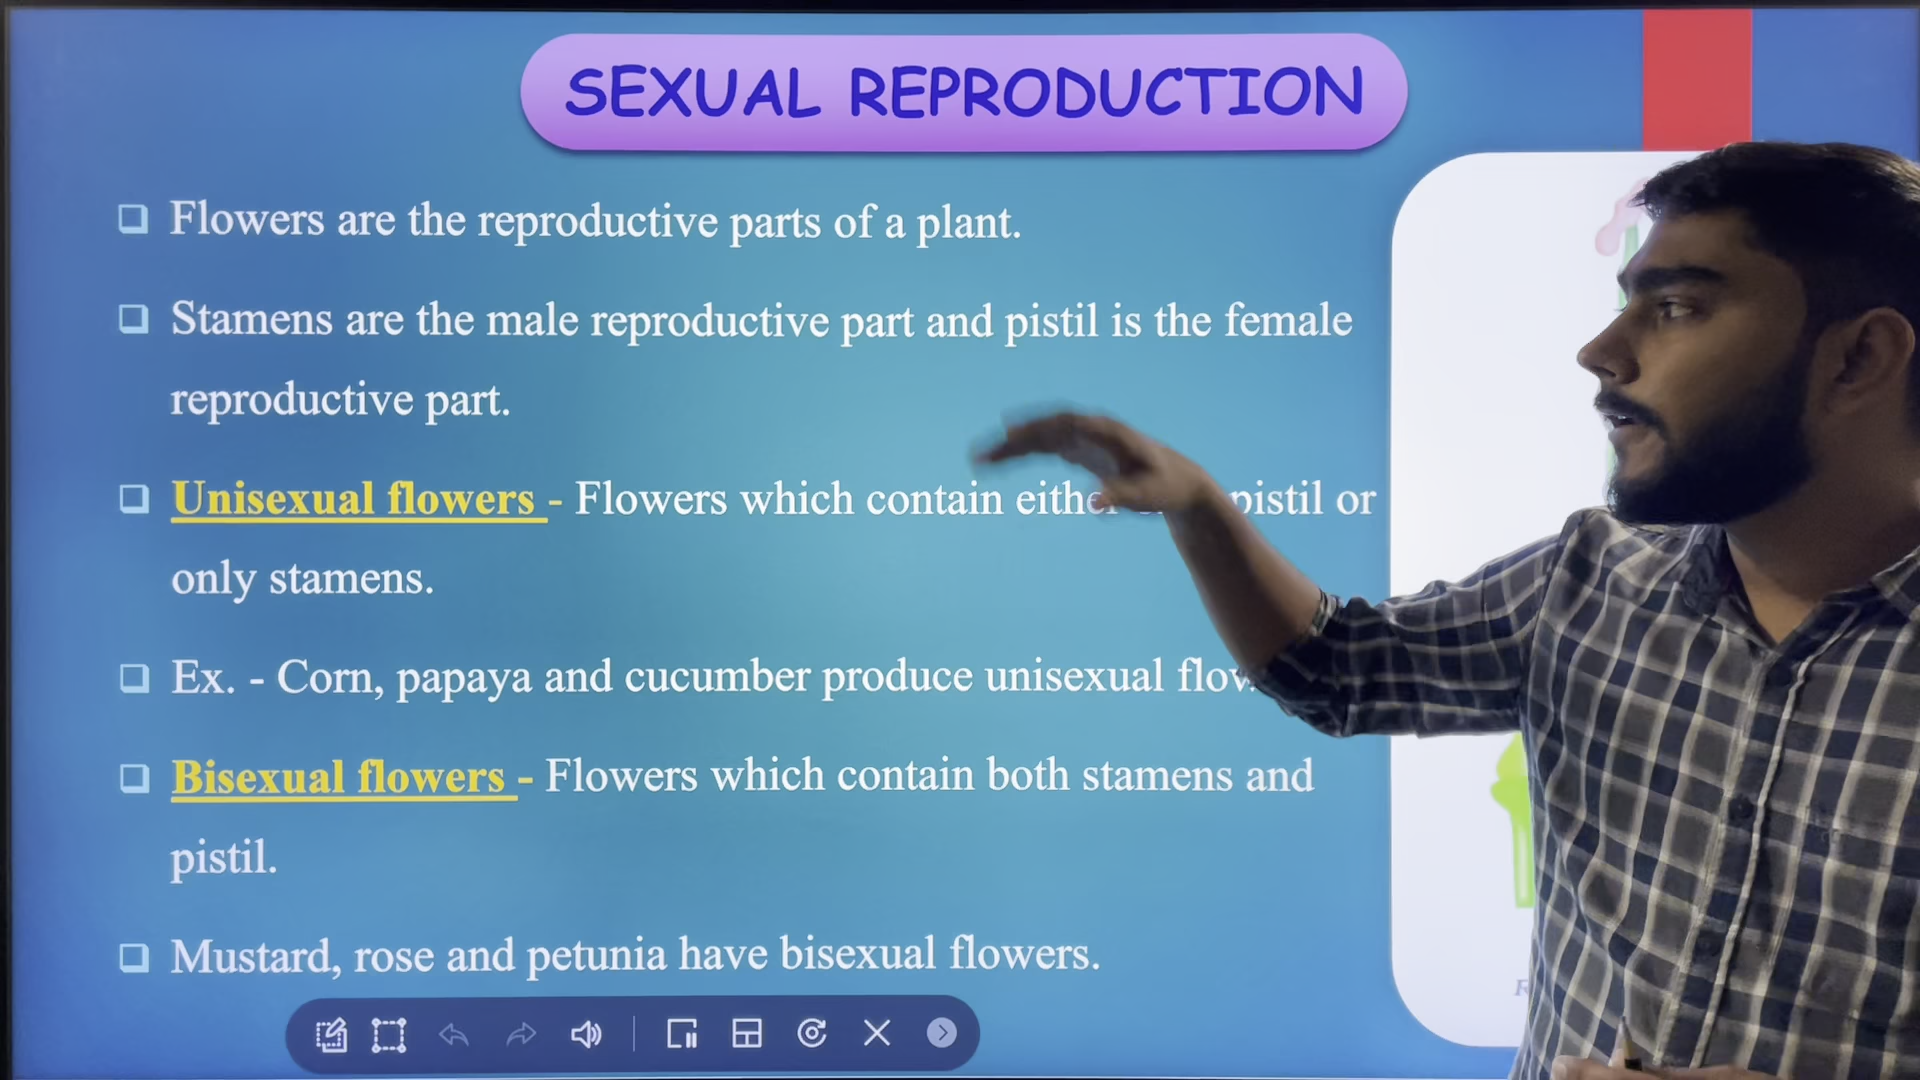 SEXUAL REPRODUCTION
Flowers are the reproductive parts of a plant.
Stamens are the male reproductive part and pistil is the female
reproductive part.
Unisexual flowers - Flowers which contain pistil or
only stamens.
Ex. - Corn, papaya and cucumber produce unisexual
Bisexual flowers - Flowers which contain both stamens and
pistil.
Mustard, rose and petunia have bisexual flowers.